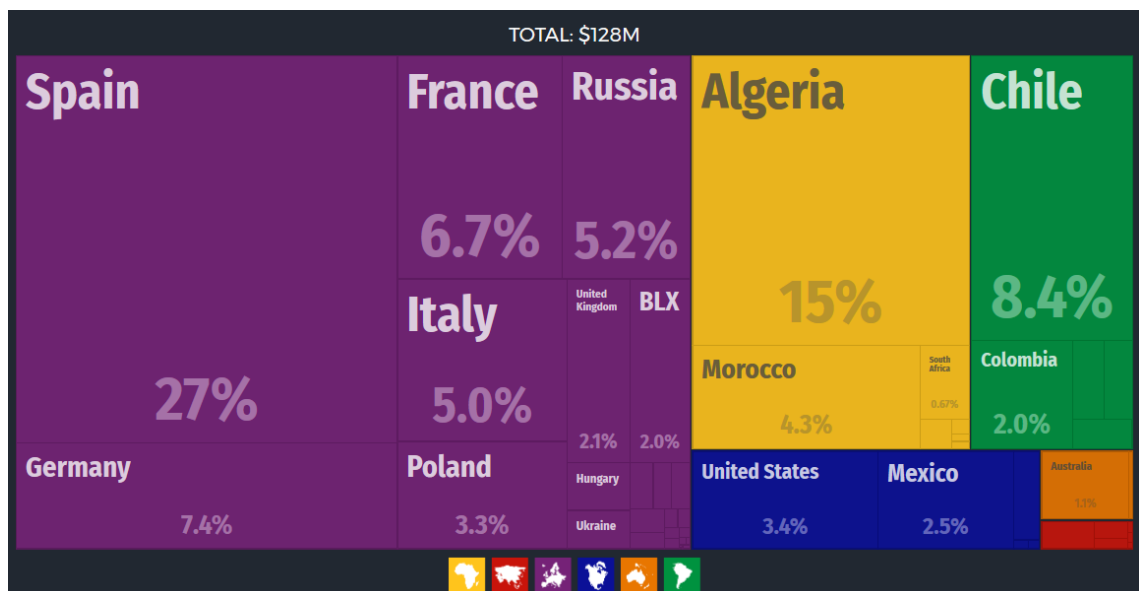 TOTAL: $128M
Spain
27%
Germany
7.4%
France
6.7%
Russia
5.2%
Italy
5.0%
Poland
3.3%
United
Kingdom
2.1%
BLX
2.0%
Hungary
Ukraine
Algeria
15%
Morocco
4.3%
South
Africa
0.67%
Chile
8.4%
Colombia
2.0%
United States
3.4%
Mexico
2.5%
Australia
1.1%